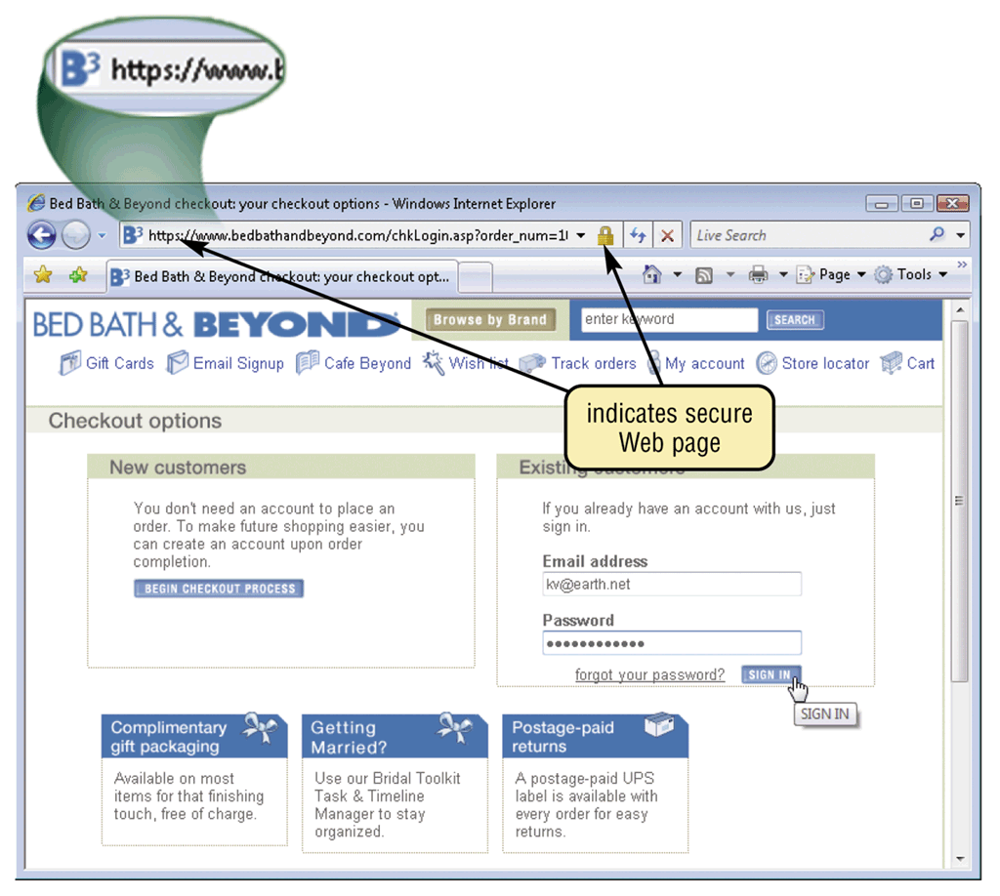 B3 https://www.b
Bed Bath & Beyond checkout: your checkout options - Windows Internet Explorer
B3 https://www.bedbathandbeyond.com/chkLogin.asp?order_num=1
Live Search
B3 Bed Bath & Beyond checkout: your checkout opt...
Page
Tools
BED BATH & BEYOND
Browse by Brand
enter keyword
SEARCH
Gift Cards
Email Signup
Cafe Beyond
Wish list
Track orders
My account
Store locator
Cart
indicates secure
Web page
Checkout options
New customers
You don't need an account to place an
order. To make future shopping easier, you
can create an account upon order
completion.
BEGIN CHECKOUT PROCESS
Existing customers
If you already have an account with us, just
sign in.
Email address
kv@earth.net
Password
forgot your password?
SIGN IN
SIGN IN
Complimentary
gift packaging
Available on most
items for that finishing
touch, free of charge.
Getting
Married?
Use our Bridal Toolkit
Task & Timeline
Manager to stay
organized.
Postage-paid
returns
A postage-paid UPS
label is available with
every order for easy
returns.